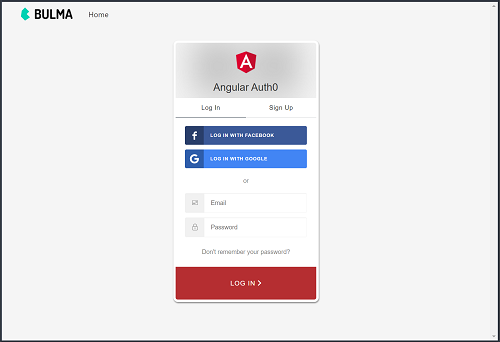 BULMA Home
Angular Auth0
Log In Sign Up
LOG IN WITH FACEBOOK
LOG IN WITH GOOGLE
or
Email
Password
Don't remember your password?
LOG IN